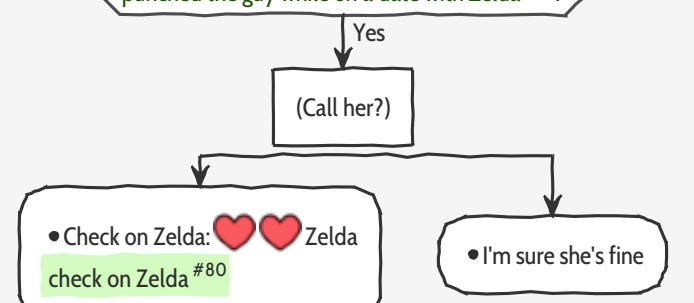 punched the guy while on a date with Zelda
Yes
(Call her?)
• Check on Zelda: ❤️❤️ Zelda
check on Zelda #80
• I'm sure she's fine